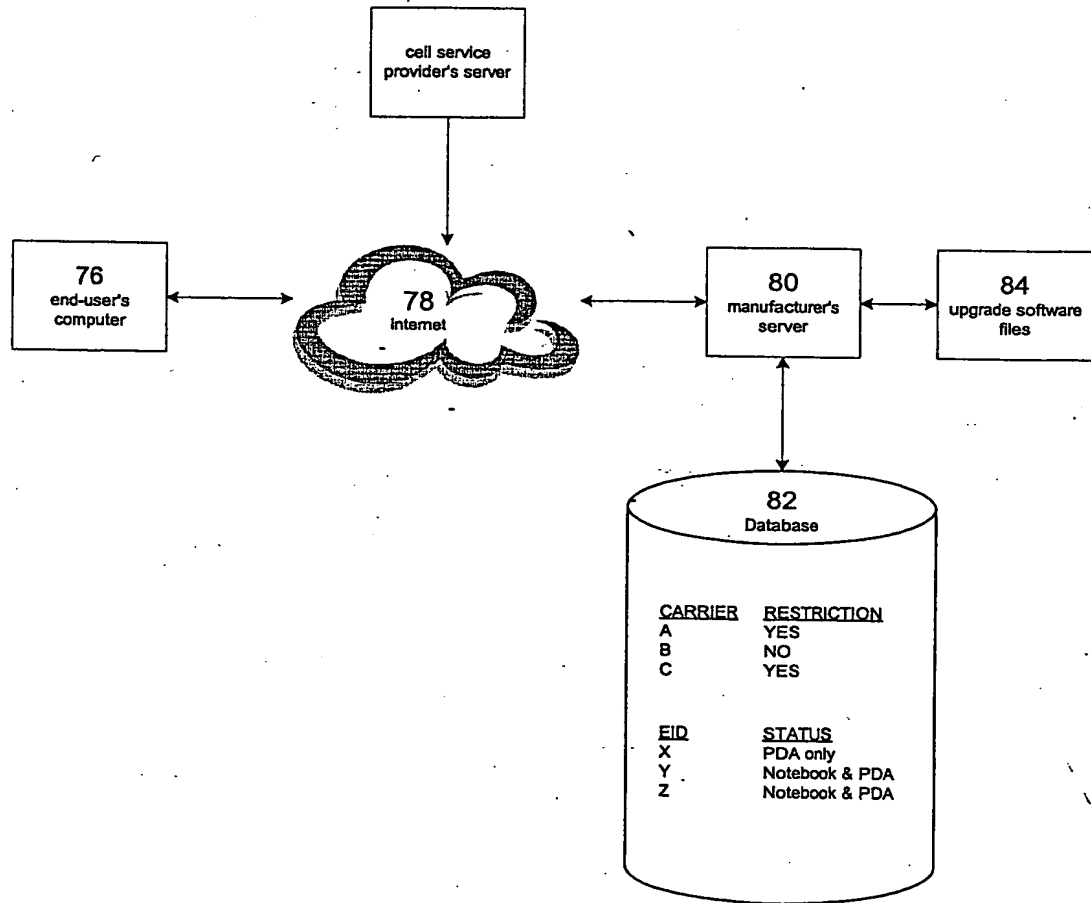 cell service
provider's server
76
end-user's
computer
78
internet
80
manufacturer's
server
84
upgrade software
files
82
Database
CARRIER RESTRICTION
A YES
B NO
C YES
EID STATUS
X PDA only
Y Notebook & PDA
Z Notebook & PDA